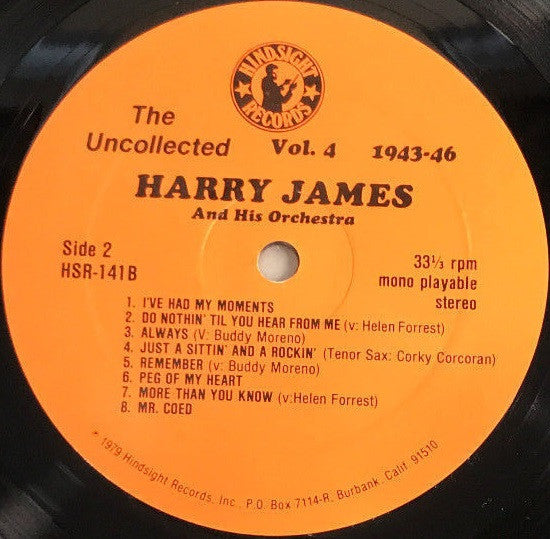 HINDSIGHT
RECORDS
The
Uncollected Vol. 4 1943-46
HARRY JAMES
And His Orchestra
Side 2
HSR-141B
33⅓ rpm
mono playable
stereo
1. I'VE HAD MY MOMENTS
2. DO NOTHIN' TIL YOU HEAR FROM ME (v: Helen Forrest)
3. ALWAYS (V: Buddy Moreno)
4. JUST A SITTIN' AND A ROCKIN' (Tenor Sax: Corky Corcoran)
5. REMEMBER (v: Buddy Moreno)
6. PEG OF MY HEART
7. MORE THAN YOU KNOW (v:Helen Forrest)
8. MR. COED
℗ 1979 Hindsight Records, Inc., P.O. Box 7114-R, Burbank, Calif. 91510